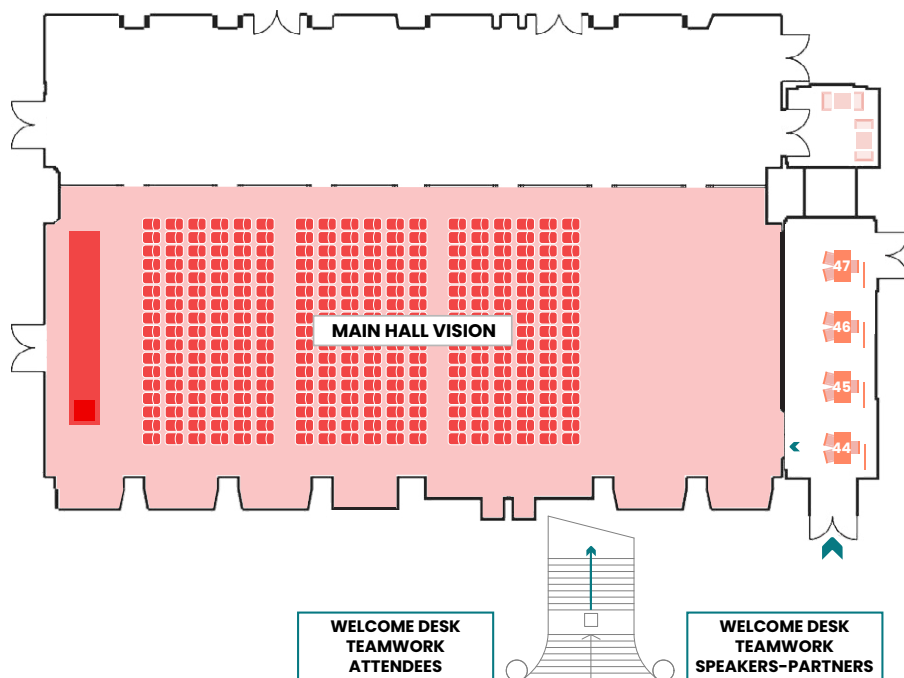 47
MAIN HALL VISION
46
45
44
WELCOME DESK
TEAMWORK
ATTENDEES
WELCOME DESK
TEAMWORK
SPEAKERS-PARTNERS